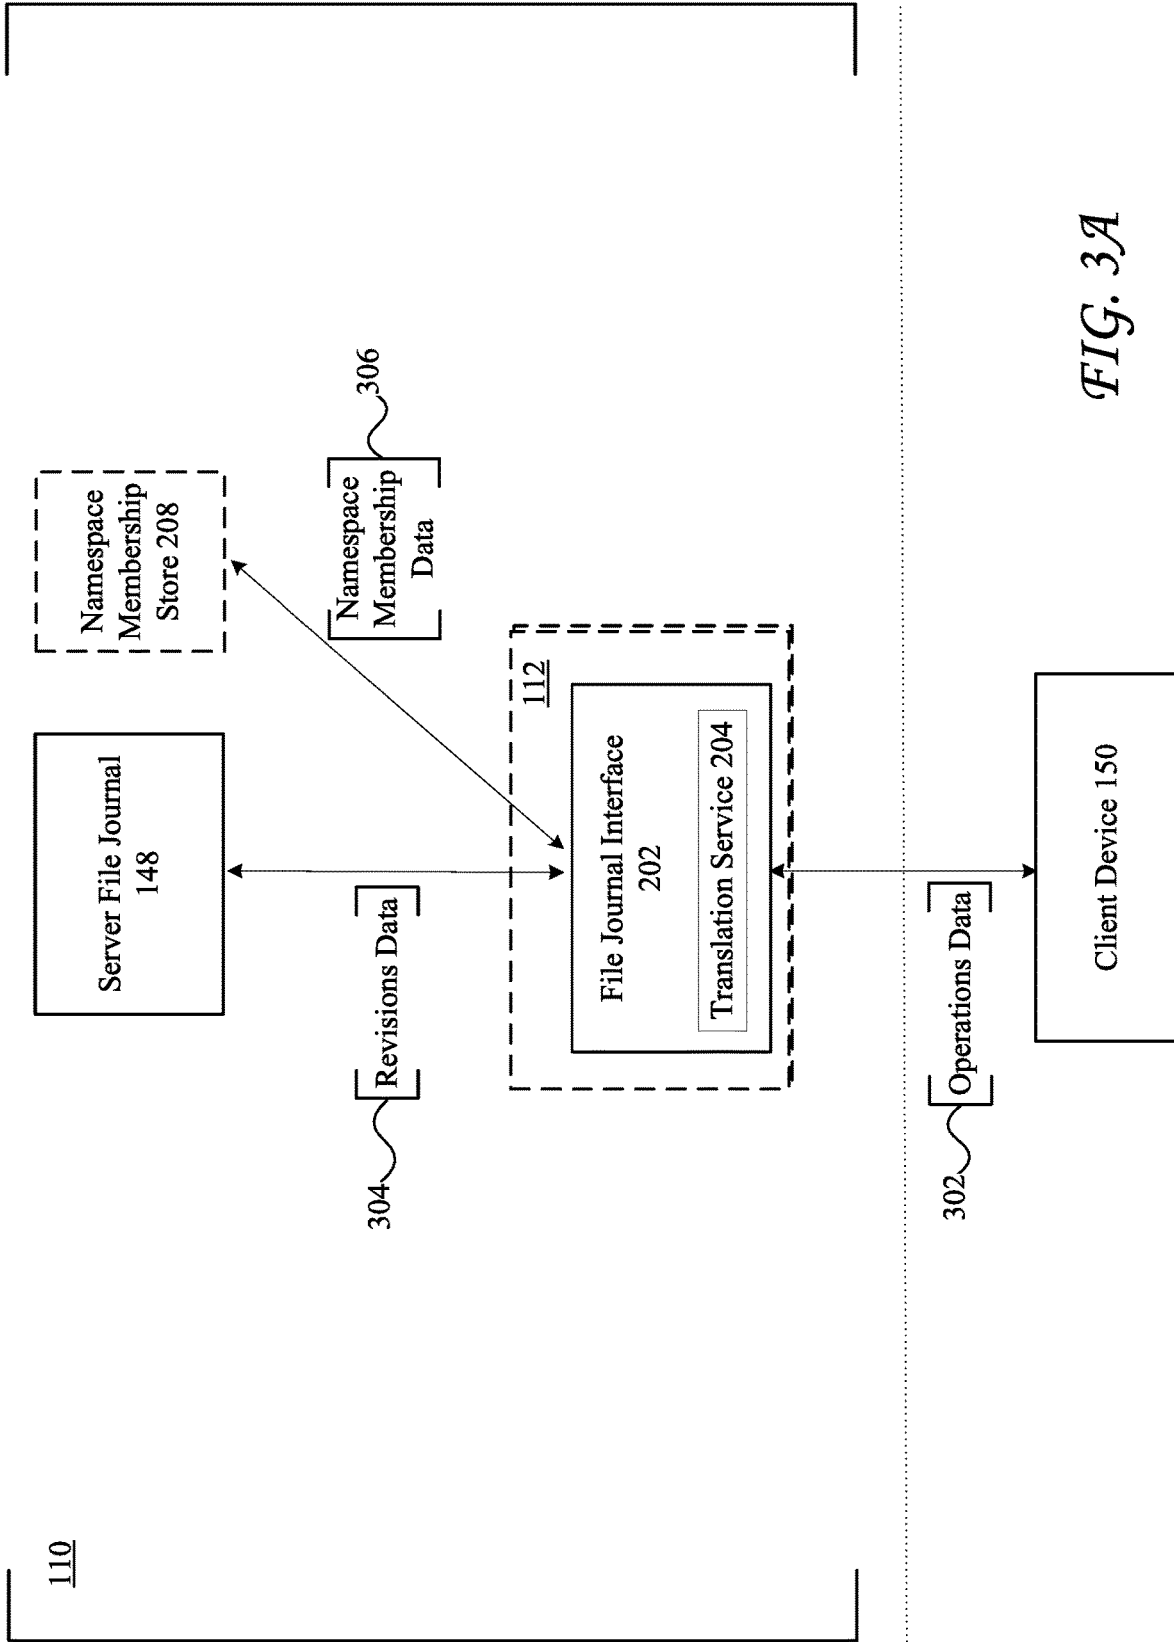 110
Server File Journal
148
Namespace
Membership
Store 208
304
Revisions Data
Namespace
Membership
Data
306
112
File Journal Interface
202
Translation Service 204
302
Operations Data
Client Device 150
FIG. 3A